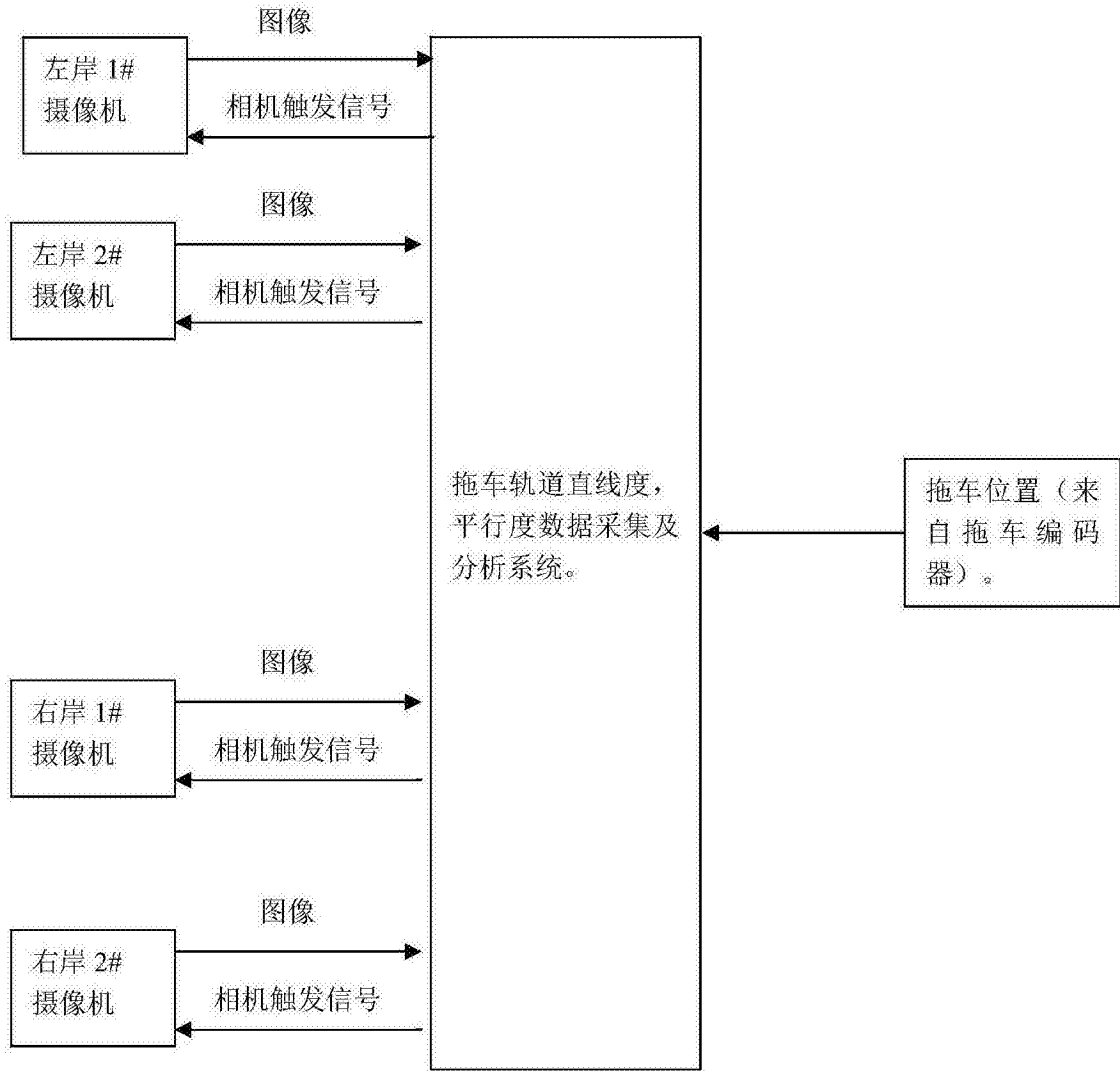 图像
左岸 1#
摄像机
相机触发信号
图像
左岸 2#
摄像机
相机触发信号
拖车轨道直线度，
平行度数据采集及
分析系统。
拖车位置（来
自拖车编码
器）。
图像
右岸 1#
摄像机
相机触发信号
图像
右岸 2#
摄像机
相机触发信号